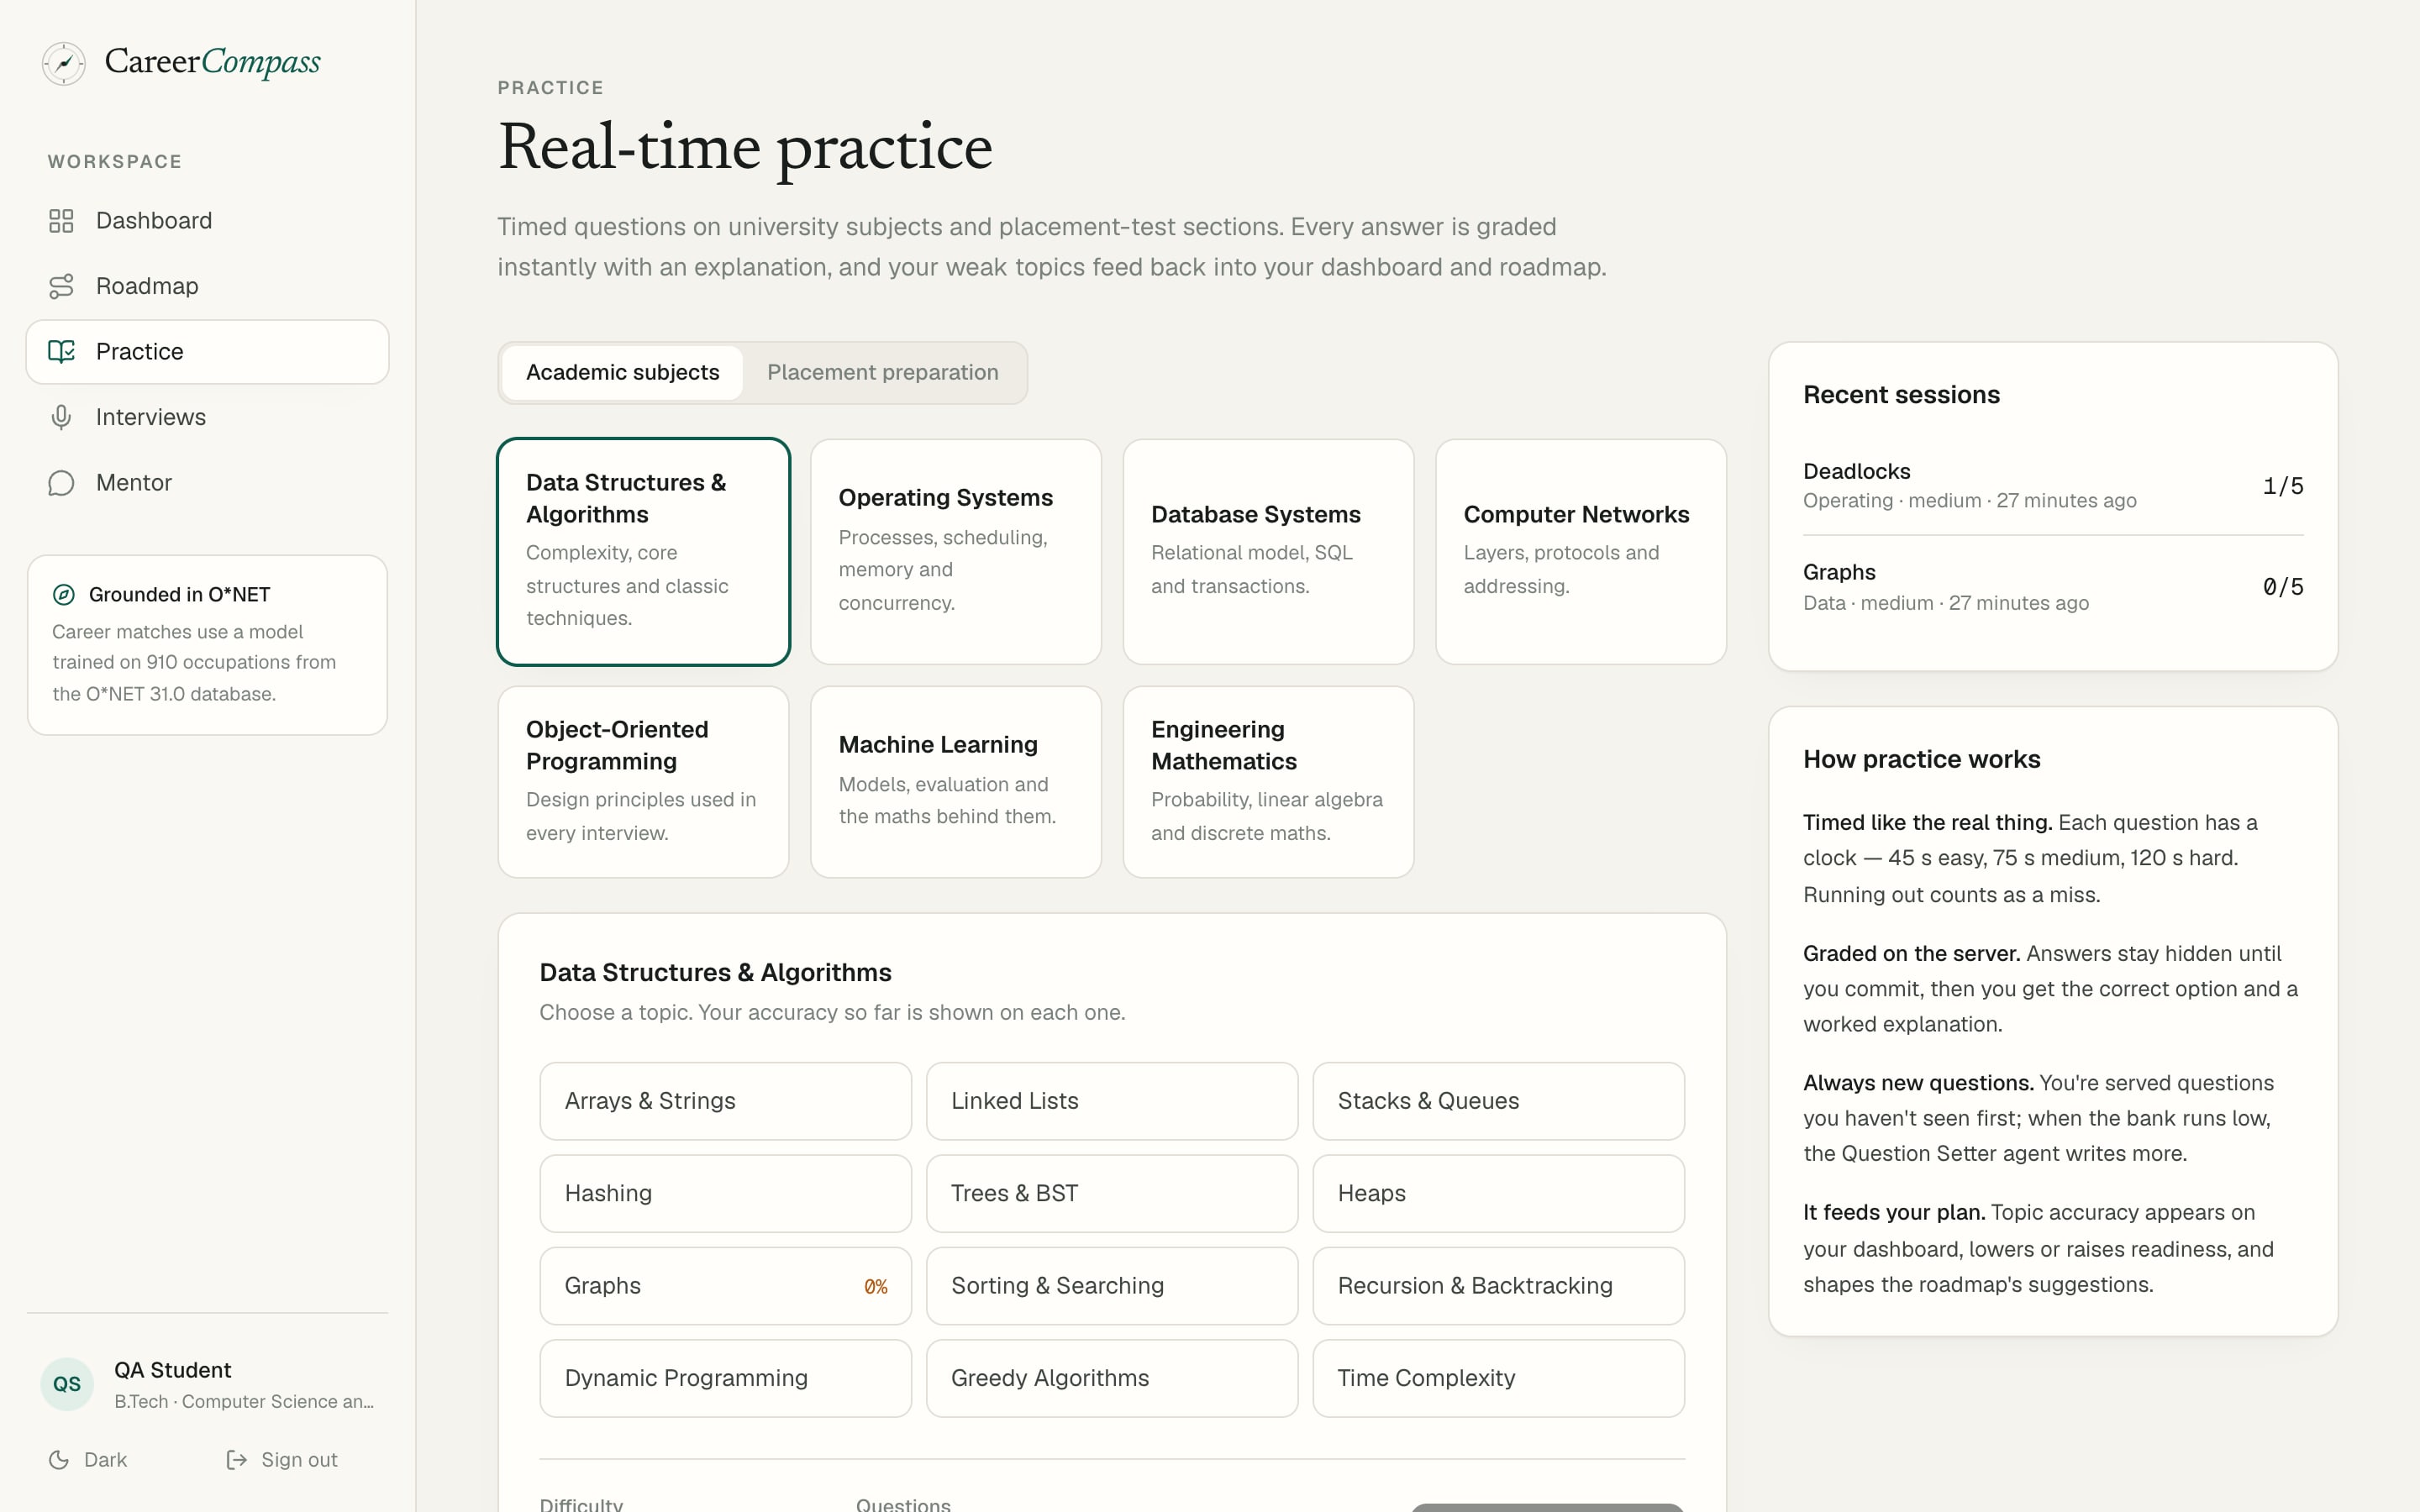 CareerCompass
WORKSPACE
Dashboard
Roadmap
Practice
Interviews
Mentor
Grounded in O*NET
Career matches use a model
trained on 910 occupations from
the O*NET 31.0 database.
QS
QA Student
B.Tech · Computer Science an...
Dark
Sign out
PRACTICE
Real-time practice
Timed questions on university subjects and placement-test sections. Every answer is graded
instantly with an explanation, and your weak topics feed back into your dashboard and roadmap.
Academic subjects
Placement preparation
Data Structures &
Algorithms
Complexity, core
structures and classic
techniques.
Operating Systems
Processes, scheduling,
memory and
concurrency.
Database Systems
Relational model, SQL
and transactions.
Computer Networks
Layers, protocols and
addressing.
Object-Oriented
Programming
Design principles used in
every interview.
Machine Learning
Models, evaluation and
the maths behind them.
Engineering
Mathematics
Probability, linear algebra
and discrete maths.
Data Structures & Algorithms
Choose a topic. Your accuracy so far is shown on each one.
Arrays & Strings
Linked Lists
Stacks & Queues
Hashing
Trees & BST
Heaps
Graphs 0%
Sorting & Searching
Recursion & Backtracking
Dynamic Programming
Greedy Algorithms
Time Complexity
Difficulty
Questions
Recent sessions
Deadlocks
Operating · medium · 27 minutes ago
1/5
Graphs
Data · medium · 27 minutes ago
0/5
How practice works
Timed like the real thing. Each question has a
clock — 45 s easy, 75 s medium, 120 s hard.
Running out counts as a miss.
Graded on the server. Answers stay hidden until
you commit, then you get the correct option and a
worked explanation.
Always new questions. You're served questions
you haven't seen first; when the bank runs low,
the Question Setter agent writes more.
It feeds your plan. Topic accuracy appears on
your dashboard, lowers or raises readiness, and
shapes the roadmap's suggestions.